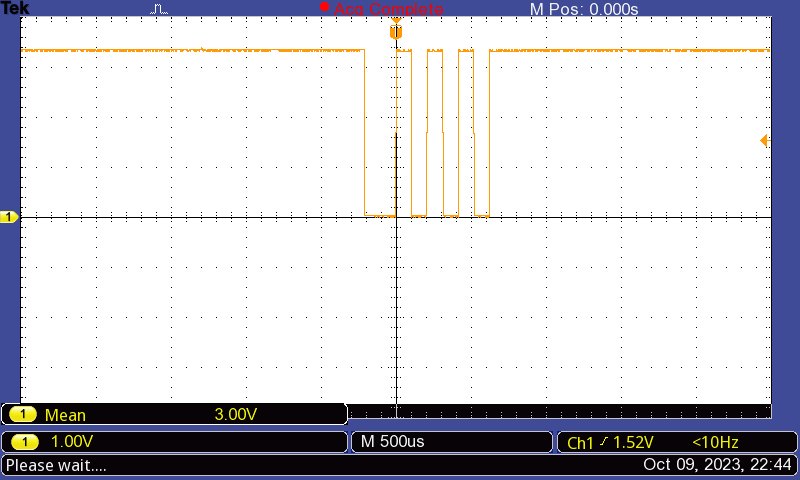 Tek Acq Complete M Pos: 0.000s
1
1 Mean 3.00V
1 1.00V M 500us Ch1 1.52V <10Hz
Please wait.... Oct 09, 2023, 22:44